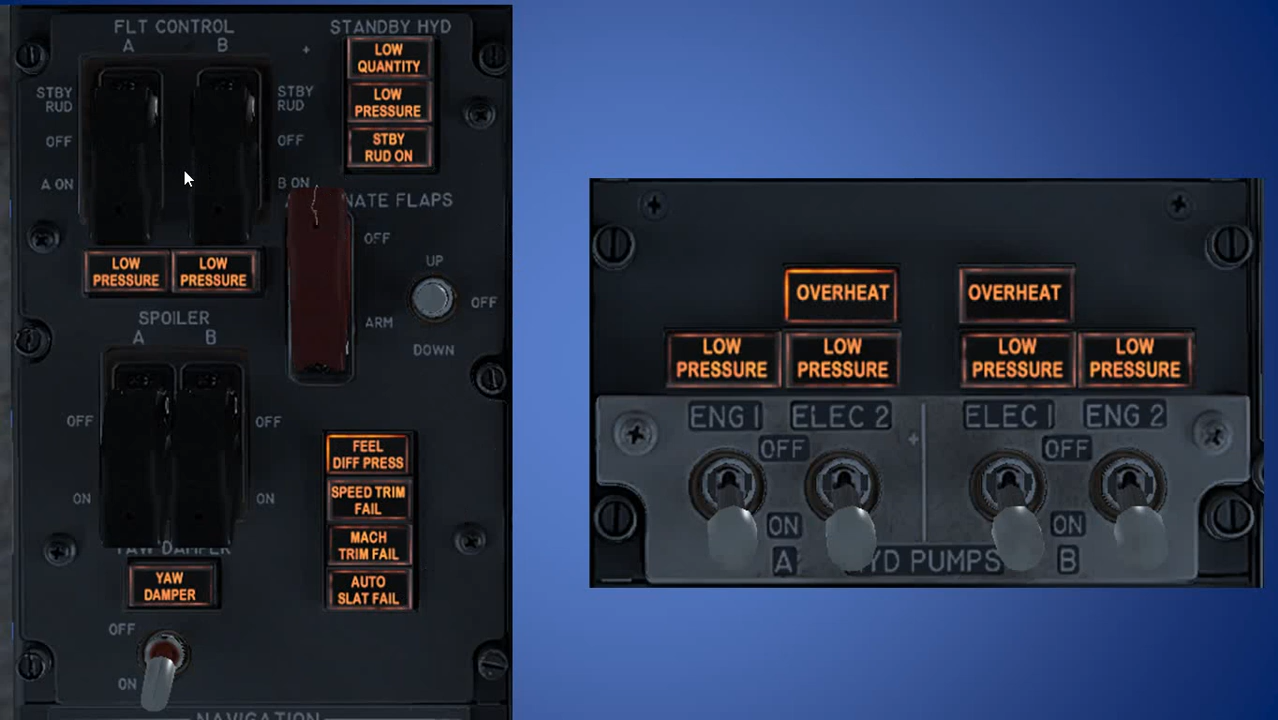 FLT CONTROL
A
B
STBY
RUD
STBY
RUD
OFF
OFF
A ON
B ON
LOW
PRESSURE
LOW
PRESSURE
STANDBY HYD
LOW
QUANTITY
LOW
PRESSURE
STBY
RUD ON
NATE FLAPS
OFF
ARM
UP
OFF
DOWN
SPOILER
A
B
OFF
OFF
ON
ON
FEEL
DIFF PRESS
SPEED TRIM
FAIL
MACH
TRIM FAIL
AUTO
SLAT FAIL
YAW DAMPER
YAW
DAMPER
OFF
ON
NAVIGATION
OVERHEAT
OVERHEAT
LOW
PRESSURE
LOW
PRESSURE
LOW
PRESSURE
LOW
PRESSURE
ENG 1
ELEC 2
ELEC 1
ENG 2
OFF
OFF
ON
ON
A
YD PUMPS
B